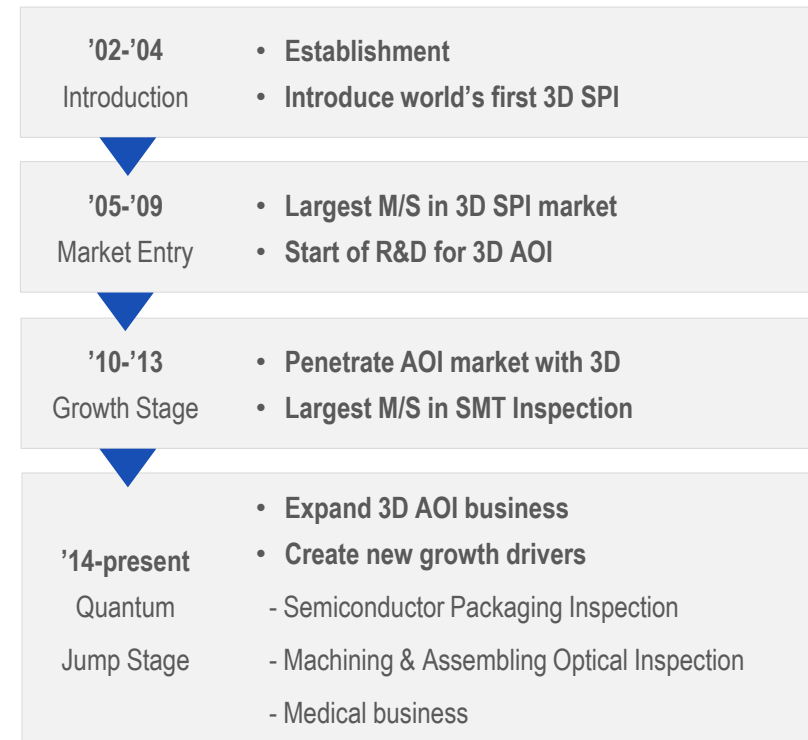 ’02-’04
Introduction
• Establishment
• Introduce world’s first 3D SPI
’05-’09
Market Entry
• Largest M/S in 3D SPI market
• Start of R&D for 3D AOI
’10-’13
Growth Stage
• Penetrate AOI market with 3D
• Largest M/S in SMT Inspection
’14-present
Quantum
Jump Stage
• Expand 3D AOI business
• Create new growth drivers
- Semiconductor Packaging Inspection
- Machining & Assembling Optical Inspection
- Medical business